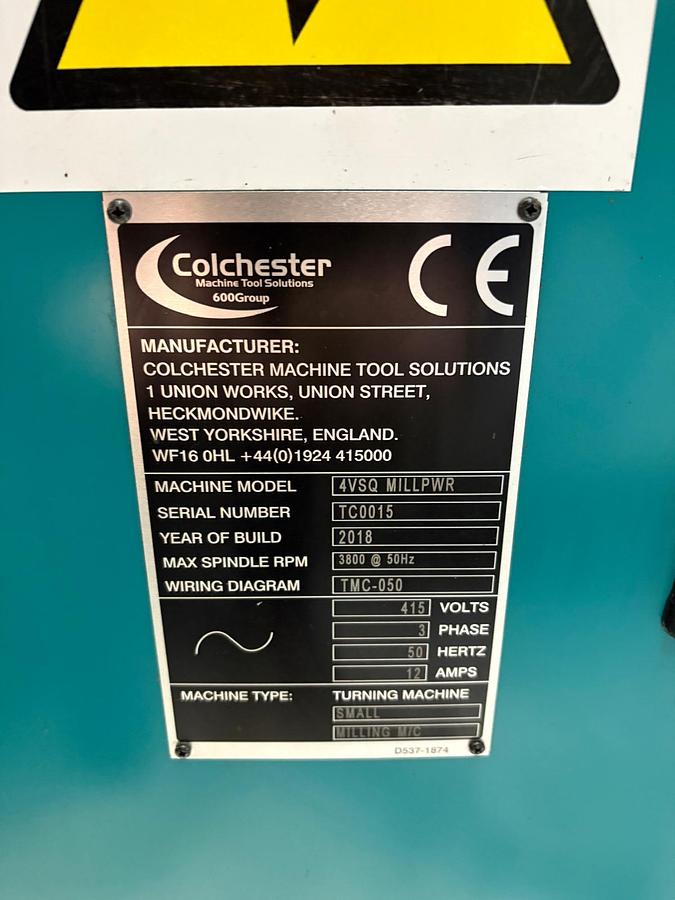 Colchester
Machine Tool Solutions
600Group
CE
MANUFACTURER:
COLCHESTER MACHINE TOOL SOLUTIONS
1 UNION WORKS, UNION STREET,
HECKMONDWIKE.
WEST YORKSHIRE, ENGLAND.
WF16 0HL +44(0)1924 415000
MACHINE MODEL 4VSQ MILLPWR
SERIAL NUMBER TC0015
YEAR OF BUILD 2018
MAX SPINDLE RPM 3800 @ 50Hz
WIRING DIAGRAM TMC-050
415 VOLTS
3 PHASE
50 HERTZ
12 AMPS
MACHINE TYPE: TURNING MACHINE
SMALL
MILLING M/C
D537-1874